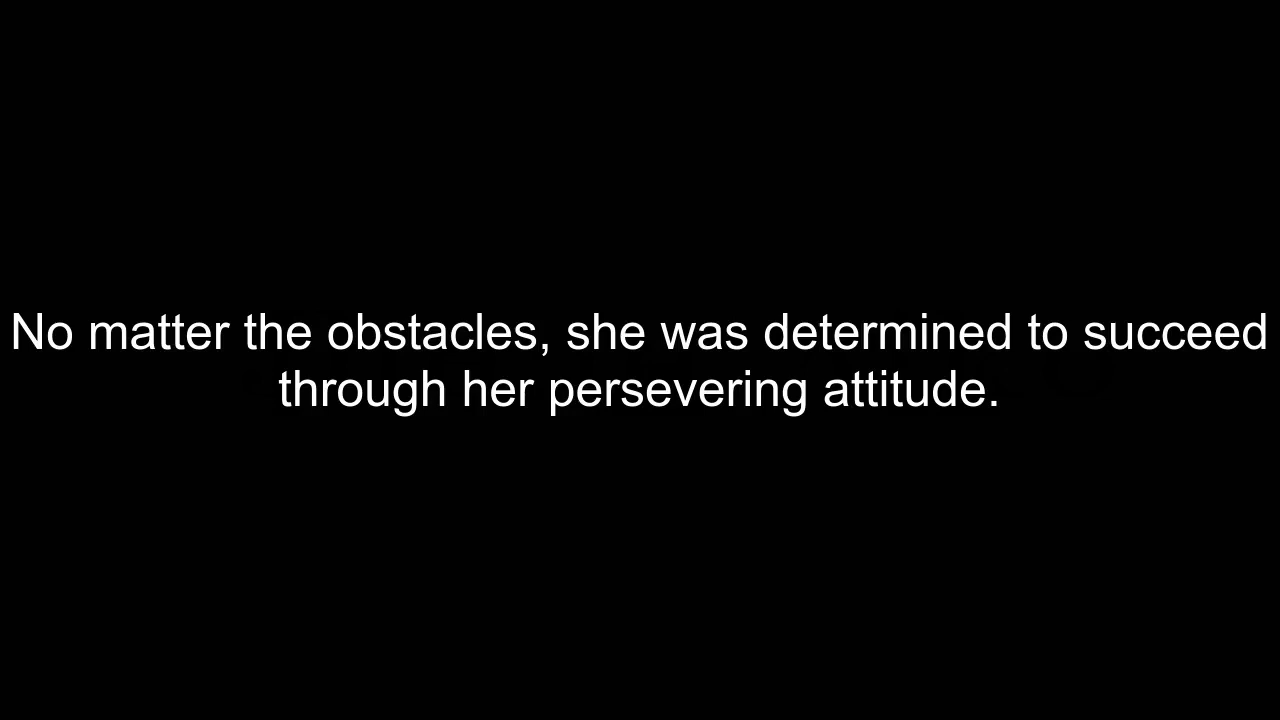 No matter the obstacles, she was determined to succeed
through her persevering attitude.